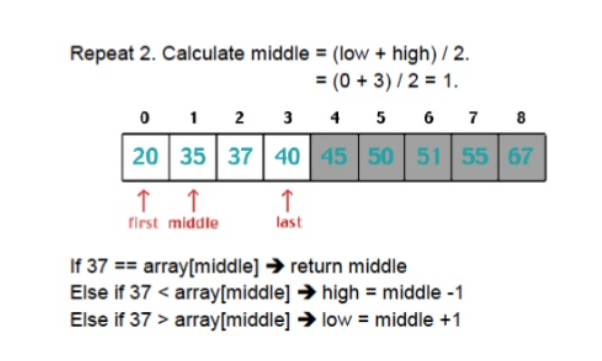 Repeat 2. Calculate middle = (low + high) / 2.
= (0 + 3) / 2 = 1.
0 1 2 3 4 5 6 7 8
20 35 37 40 45 50 51 55 67
↑ ↑ ↑
first middle last
If 37 == array[middle] ➔ return middle
Else if 37 < array[middle] ➔ high = middle -1
Else if 37 > array[middle] ➔ low = middle +1